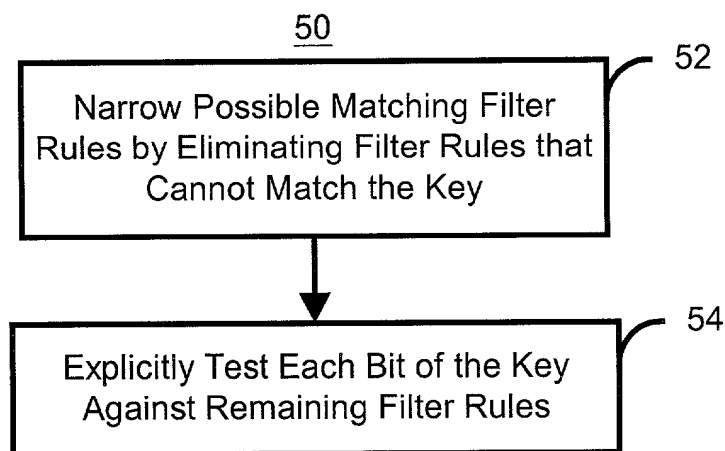 50
52
Narrow Possible Matching Filter
Rules by Eliminating Filter Rules that
Cannot Match the Key
54
Explicitly Test Each Bit of the Key
Against Remaining Filter Rules